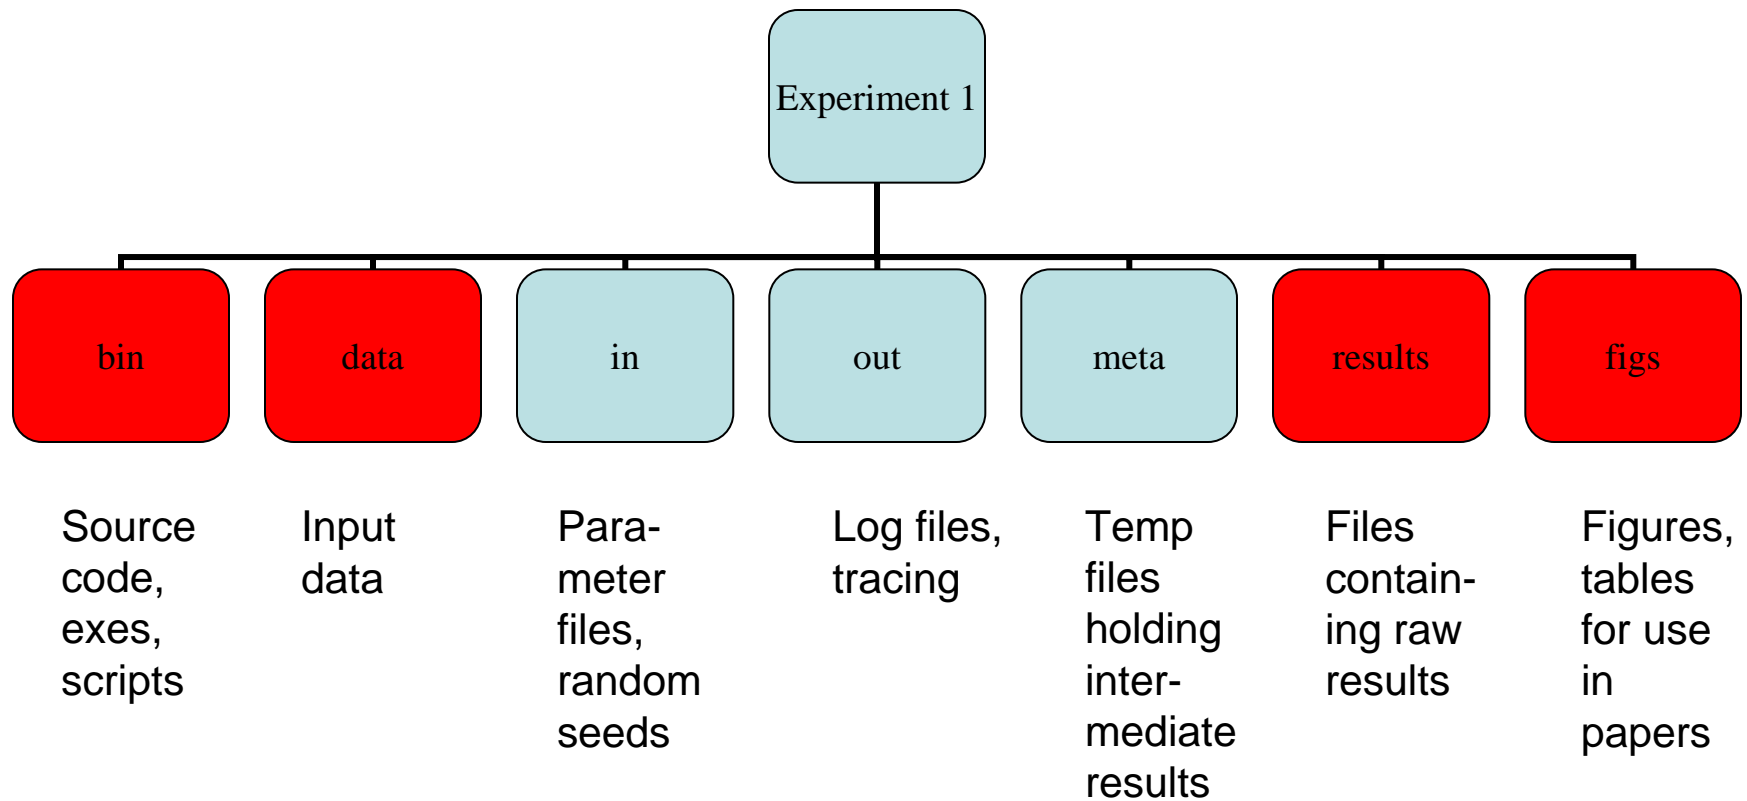 Experiment 1
bin
data
in
out
meta
results
figs
Source
code,
exes,
scripts
Input
data
Para-
meter
files,
random
seeds
Log files,
tracing
Temp
files
holding
inter-
mediate
results
Files
contain-
ing raw
results
Figures,
tables
for use
in
papers